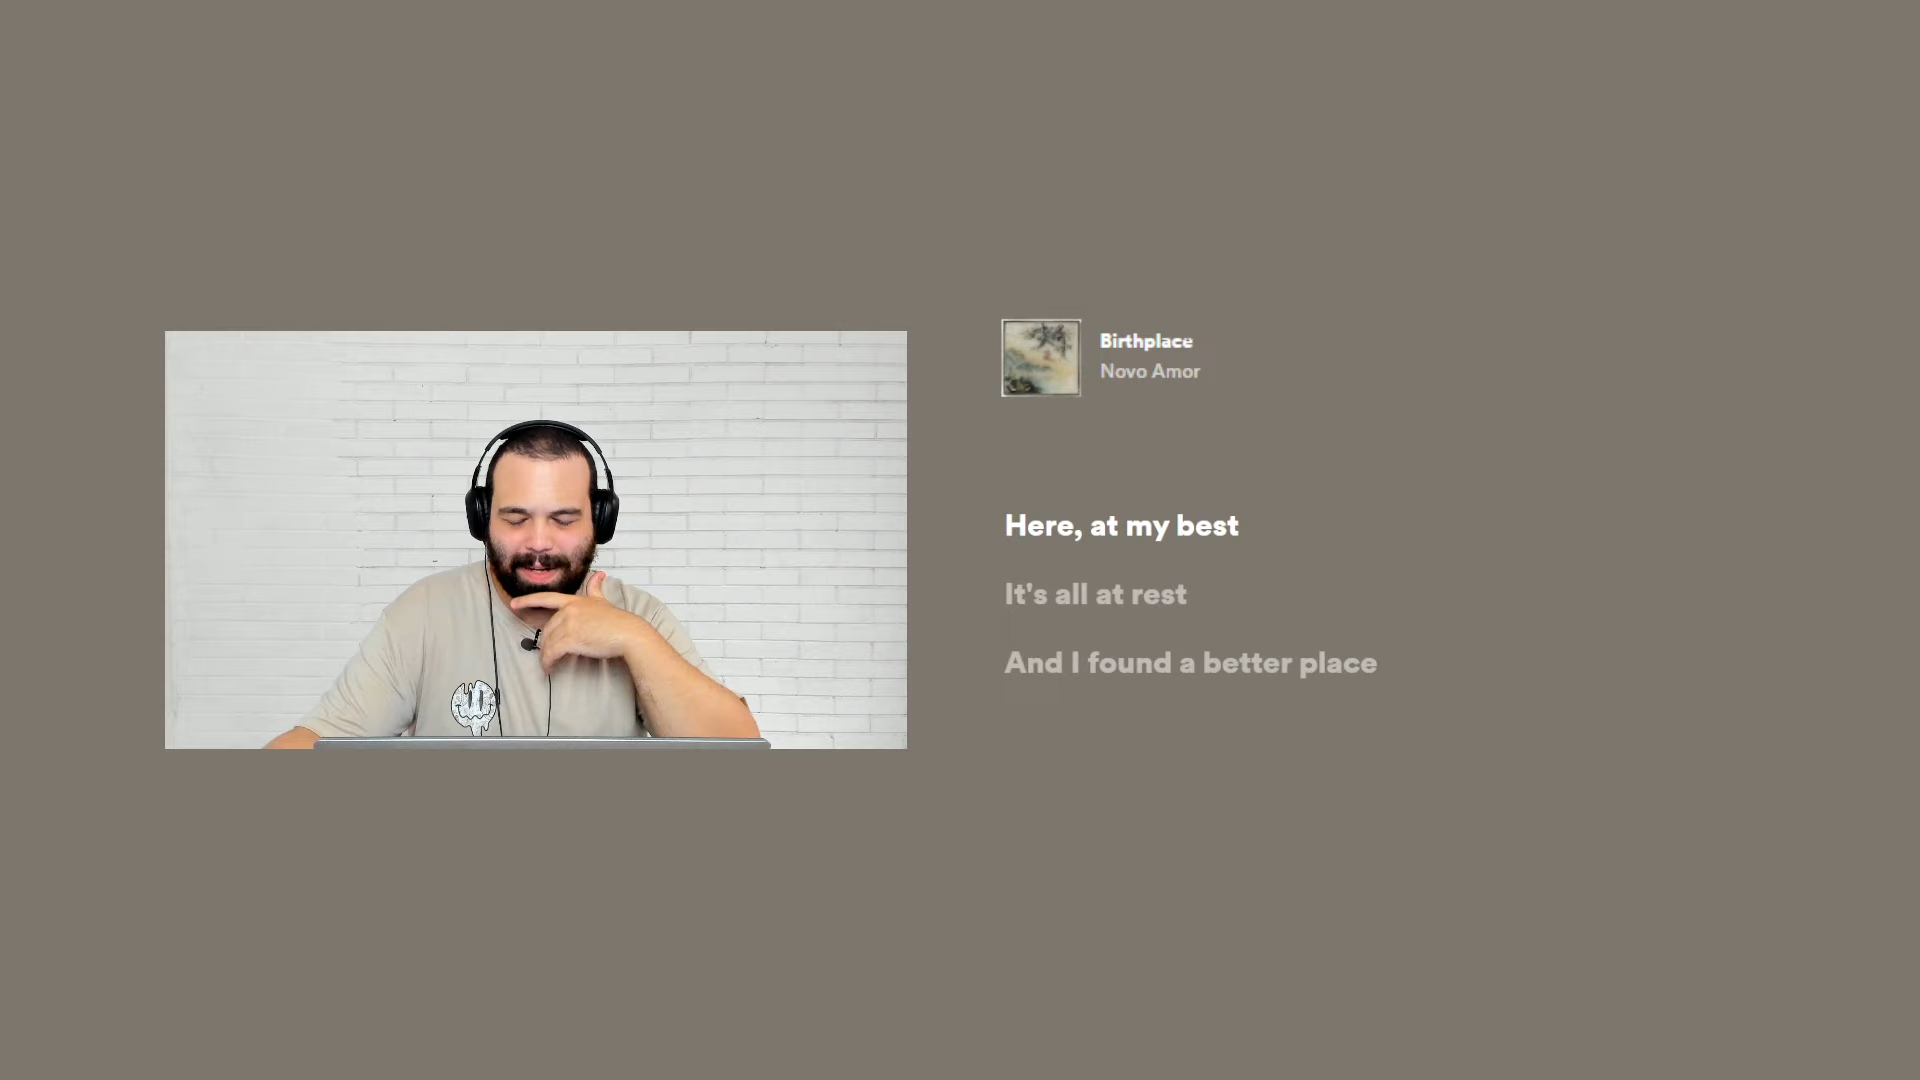 Birthplace
Novo Amor
Here, at my best
It's all at rest
And I found a better place